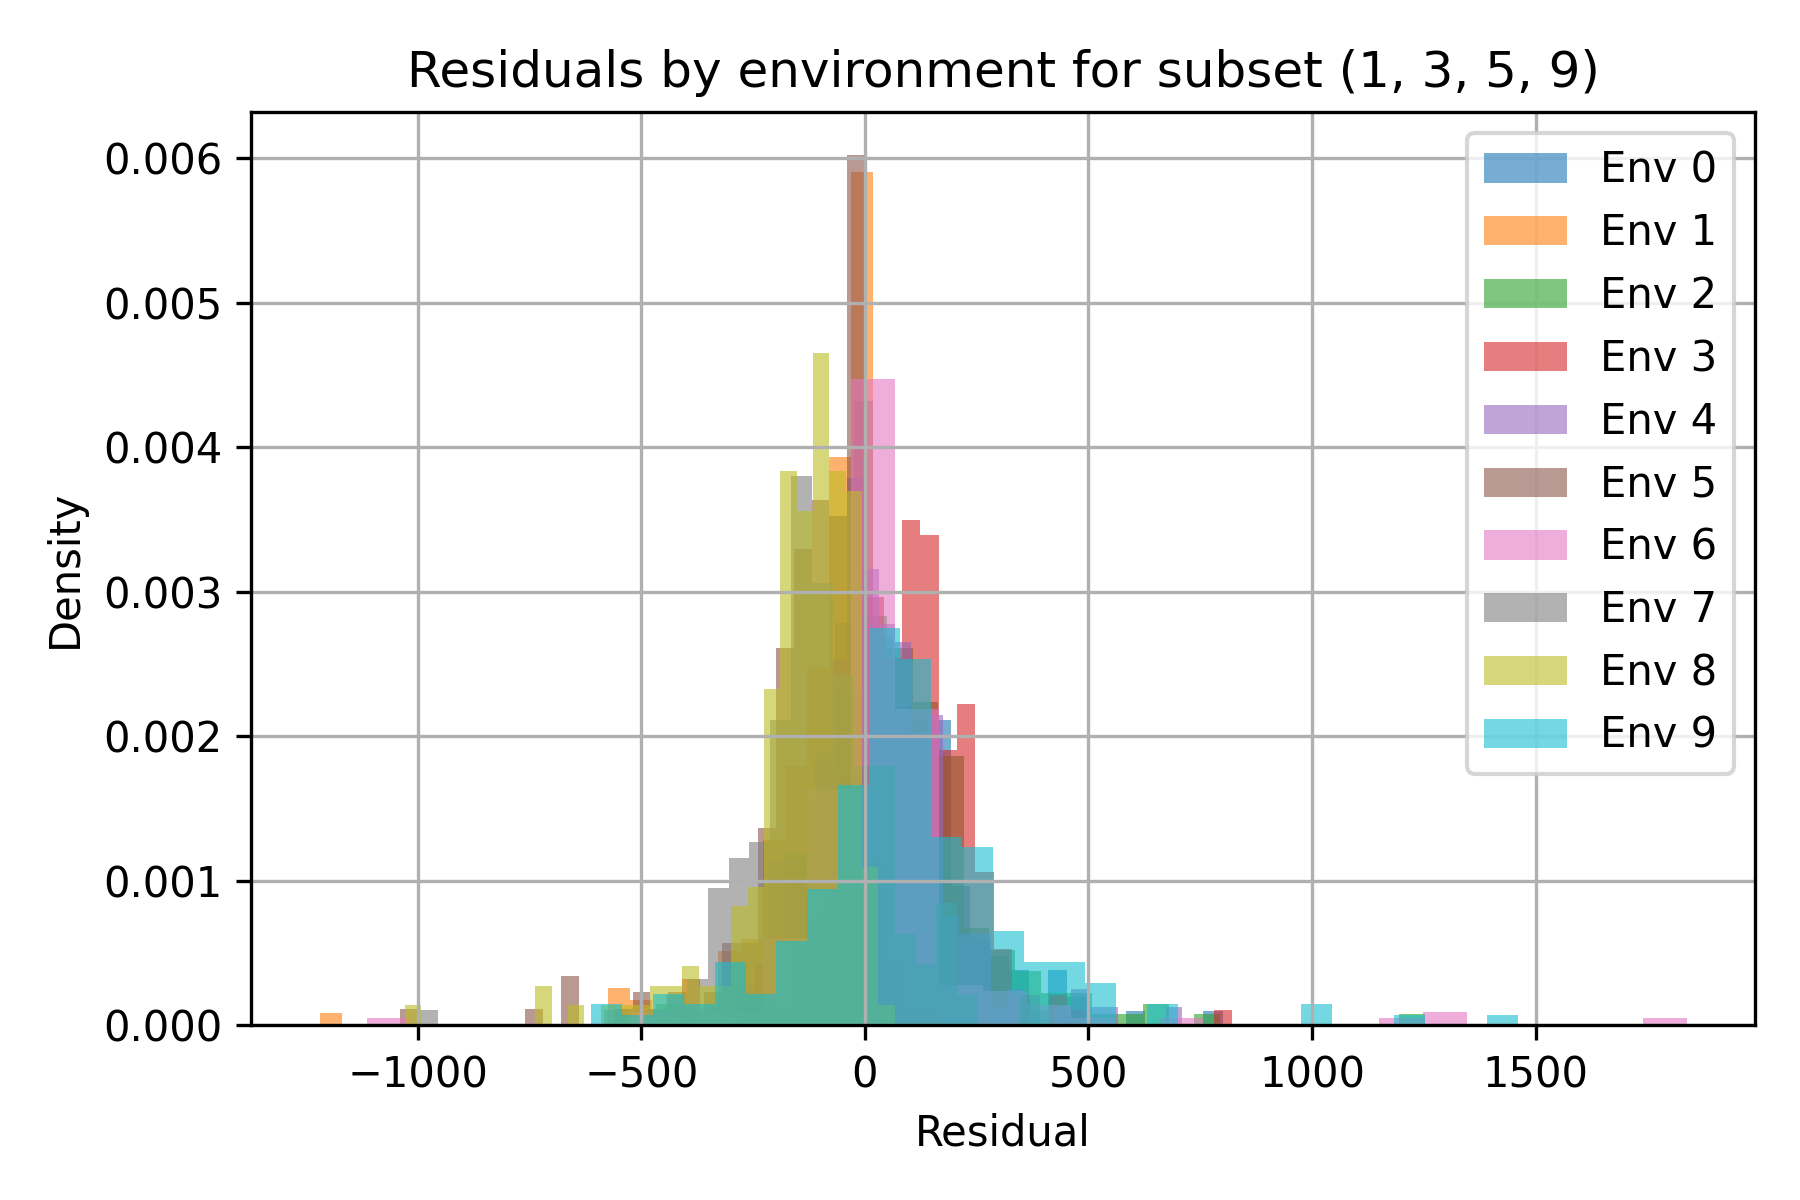 Residuals by environment for subset (1, 3, 5, 9)
0.006
0.005
0.004
0.003
0.002
0.001
0.000
Density
−1000
−500
0
500
1000
1500
Residual
Env 0
Env 1
Env 2
Env 3
Env 4
Env 5
Env 6
Env 7
Env 8
Env 9